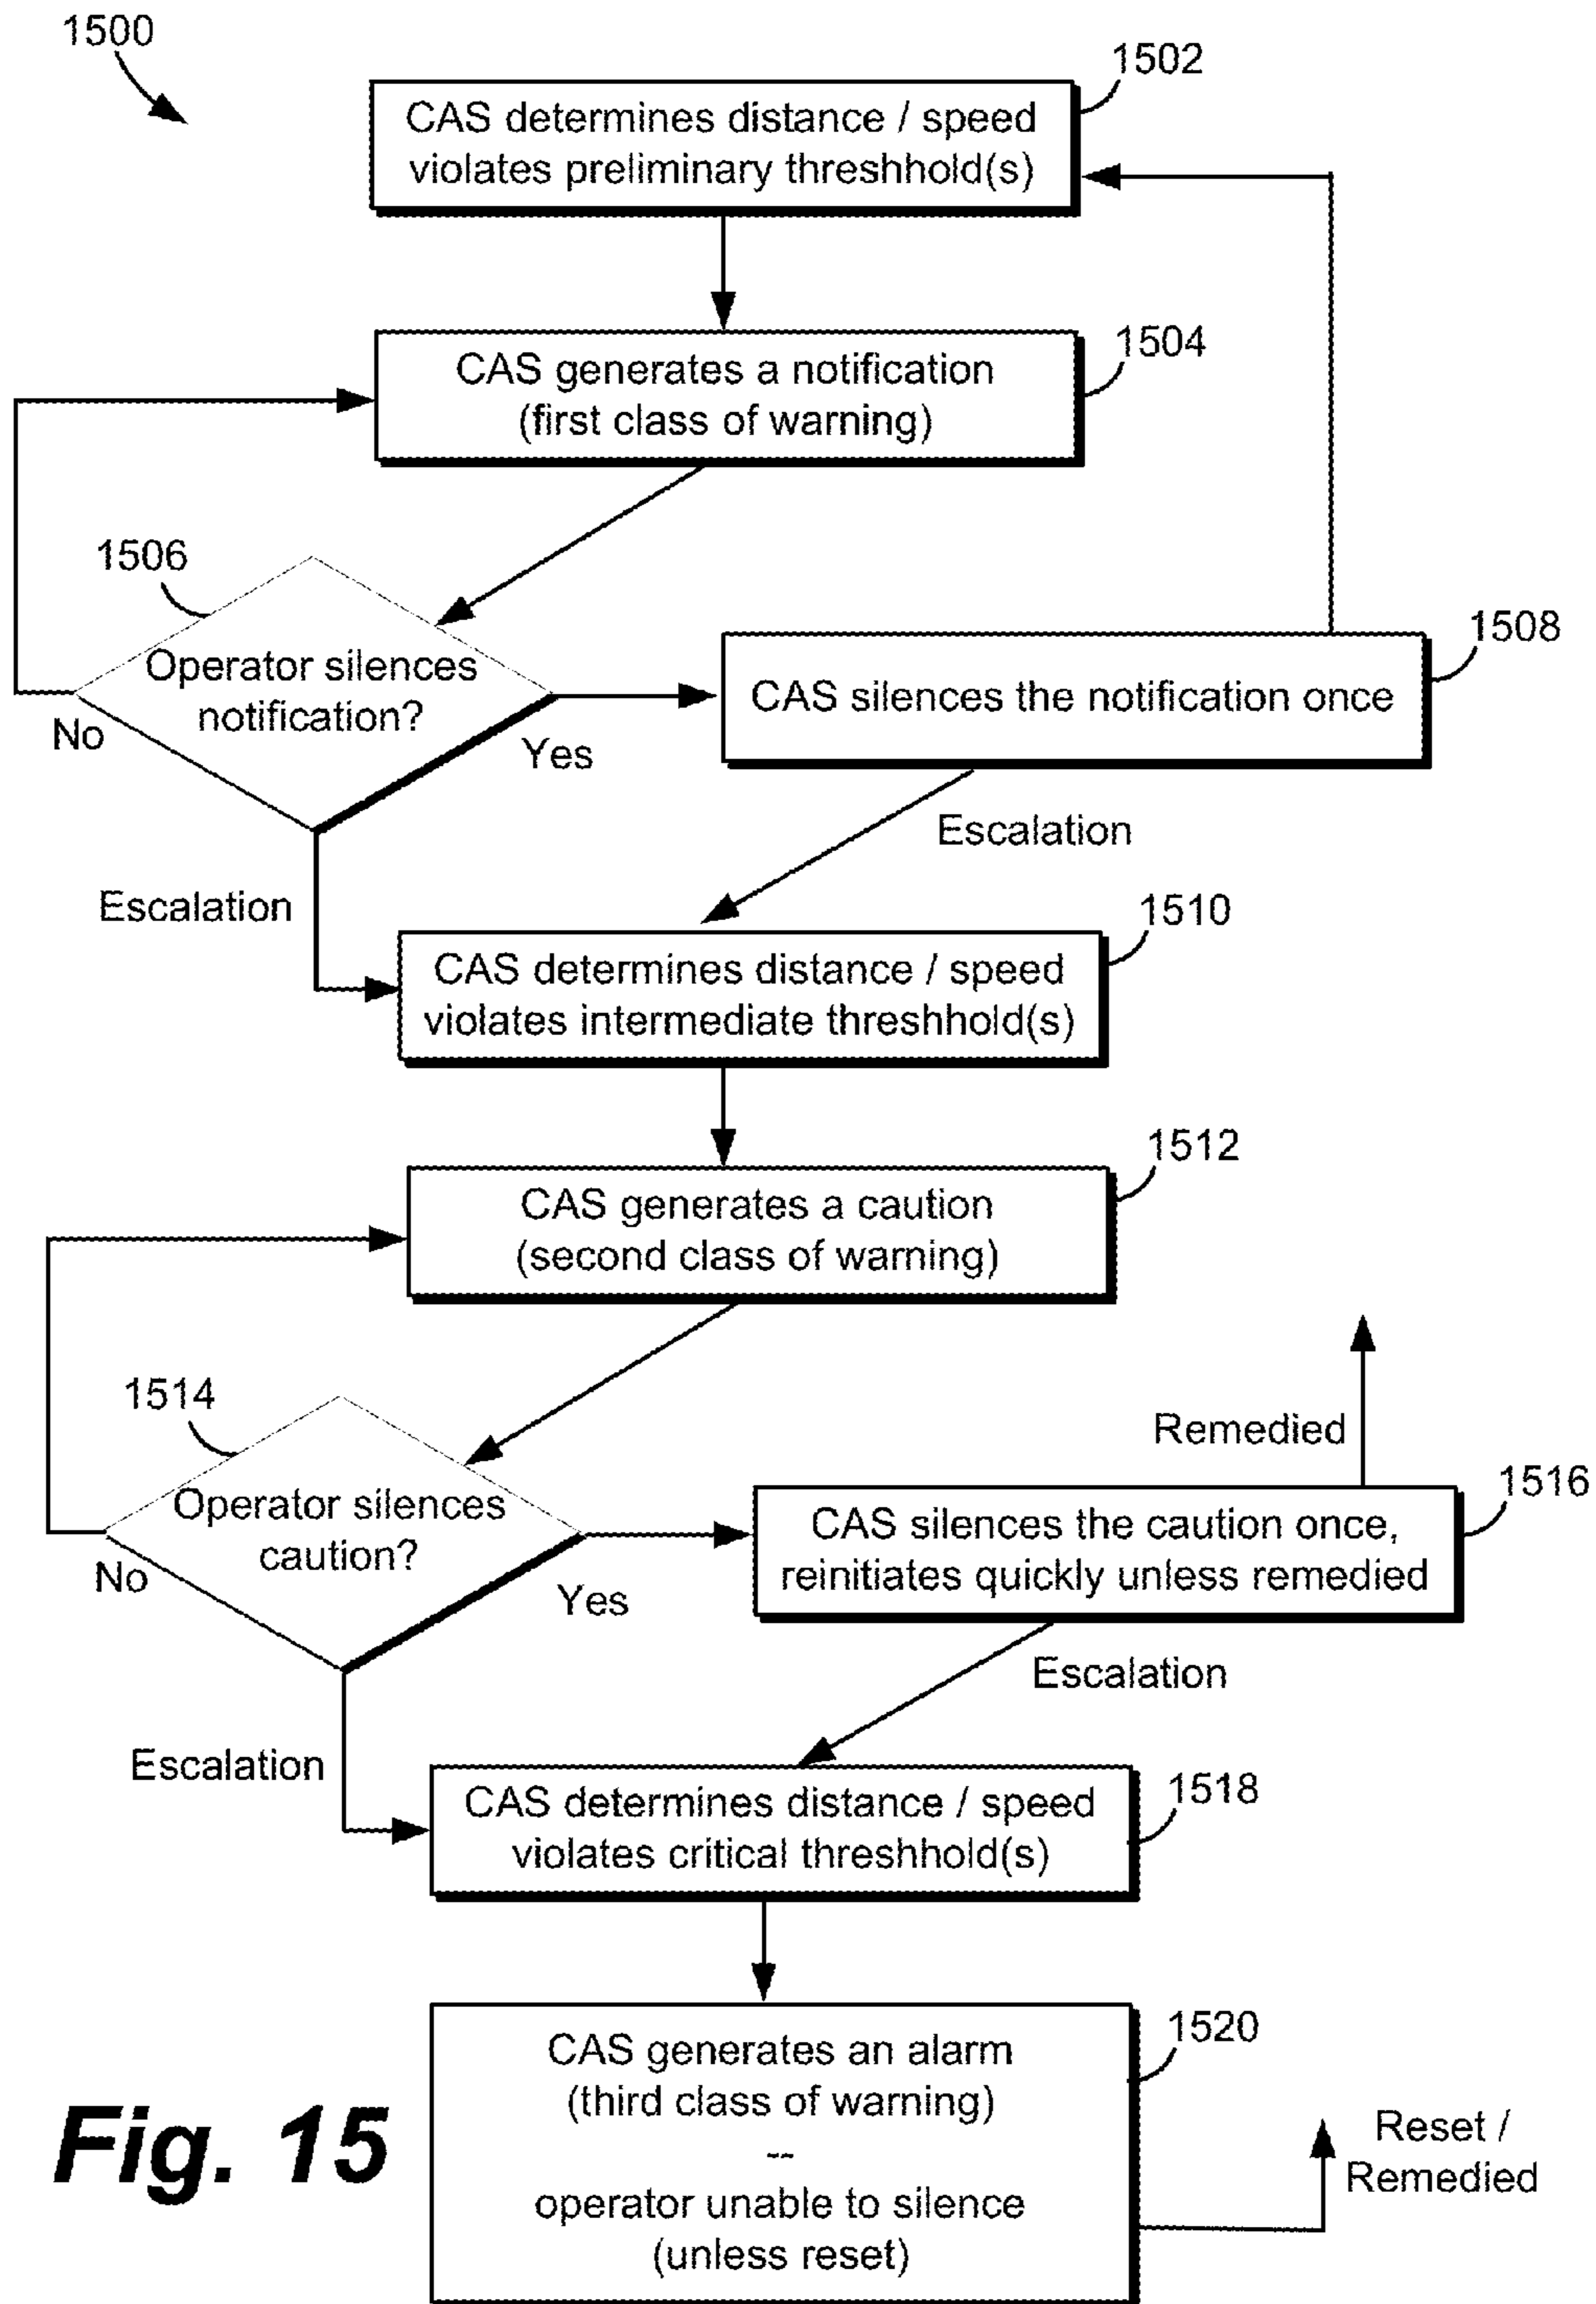 1500
1502
CAS determines distance / speed
violates preliminary threshhold(s)
1504
CAS generates a notification
(first class of warning)
1506
Operator silences
notification?
No
Yes
1508
CAS silences the notification once
Escalation
Escalation
1510
CAS determines distance / speed
violates intermediate threshhold(s)
1512
CAS generates a caution
(second class of warning)
1514
Operator silences
caution?
No
Yes
Remedied
1516
CAS silences the caution once,
reinitiates quickly unless remedied
Escalation
Escalation
1518
CAS determines distance / speed
violates critical threshhold(s)
1520
CAS generates an alarm
(third class of warning)
--
operator unable to silence
(unless reset)
Reset /
Remedied
Fig. 15